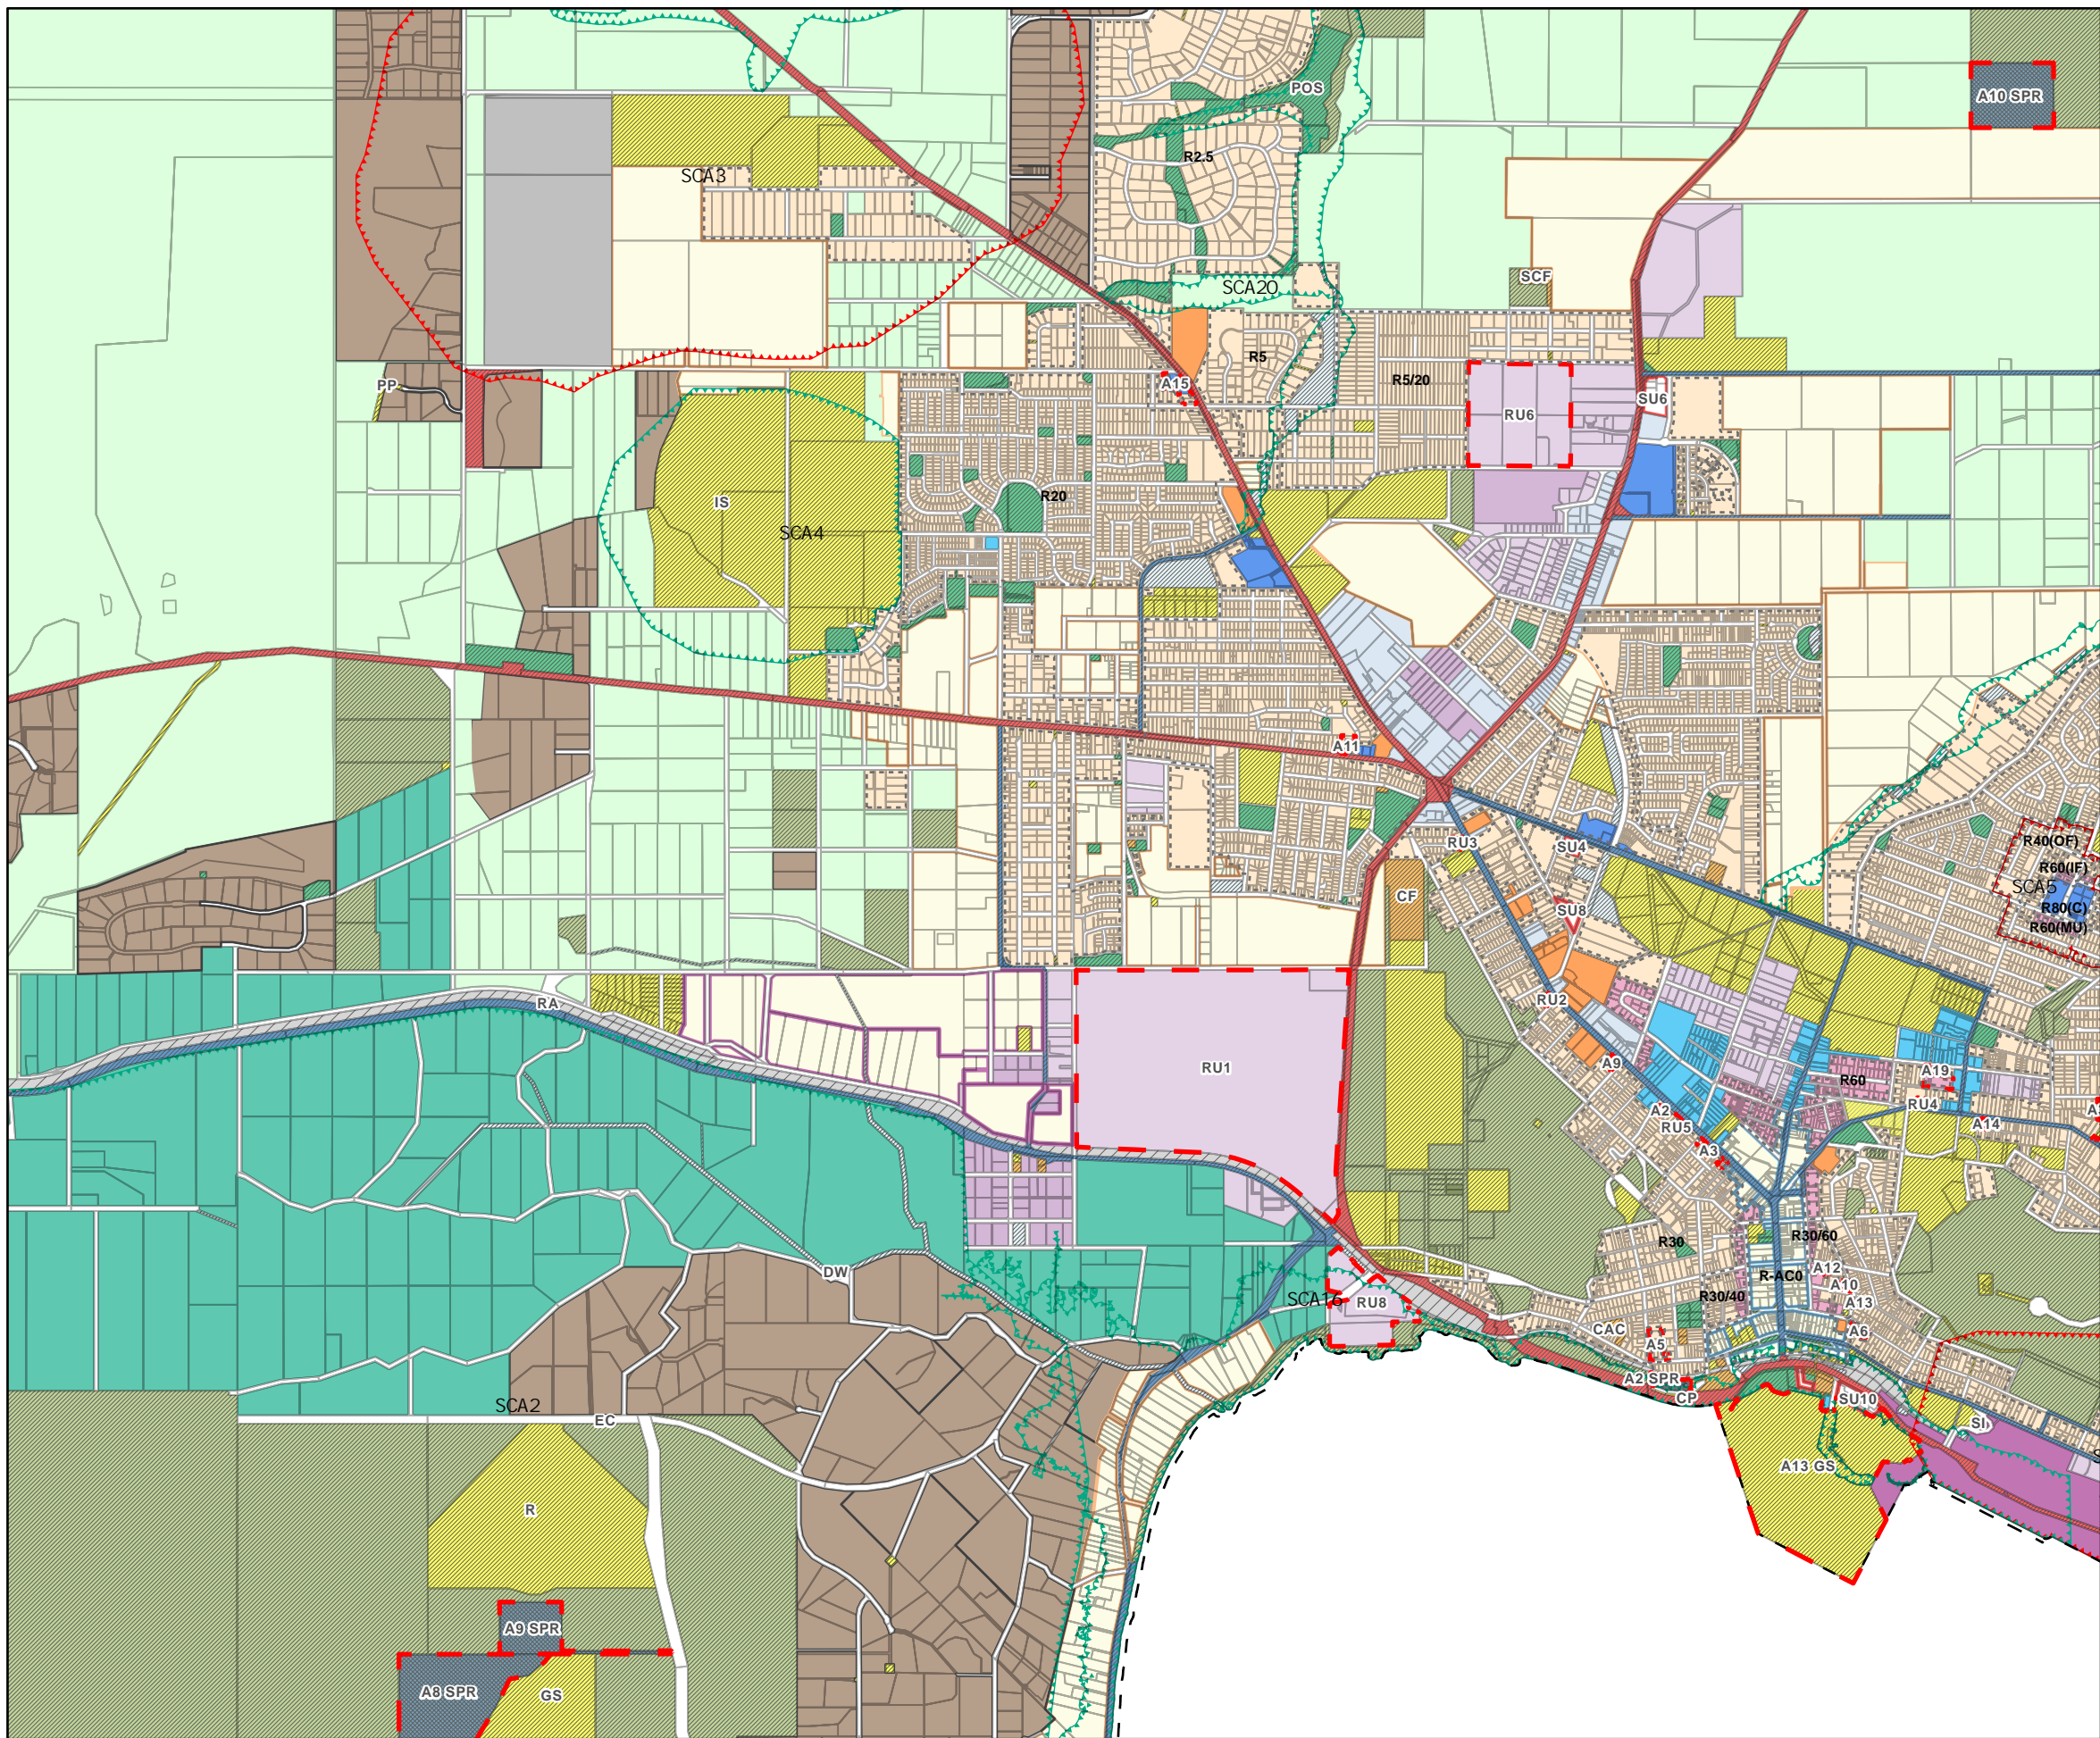 POS
A10 SPR
R2.5
SCA3
SCF
SCA20
R5
R5/20
PP
A15
SU6
RU6
R20
IS
SCA4
A11
RU3
SU4
R40(OF)
R60(IF)
SCA5
CF
R80(C)
SU8
R60(MU)
RA
RU2
RU1
A9
A19
R60
RU4
A2
RU5
A14
A3
R30
R30/60
DW
A12
R-AC0
A10
R30/40
SCA16
RU8
A13
CAC
A6
A5
A2 SPR
CP
SU10
SCA2
EC
SI
A13 GS
R
A9 SPR
A8 SPR
GS